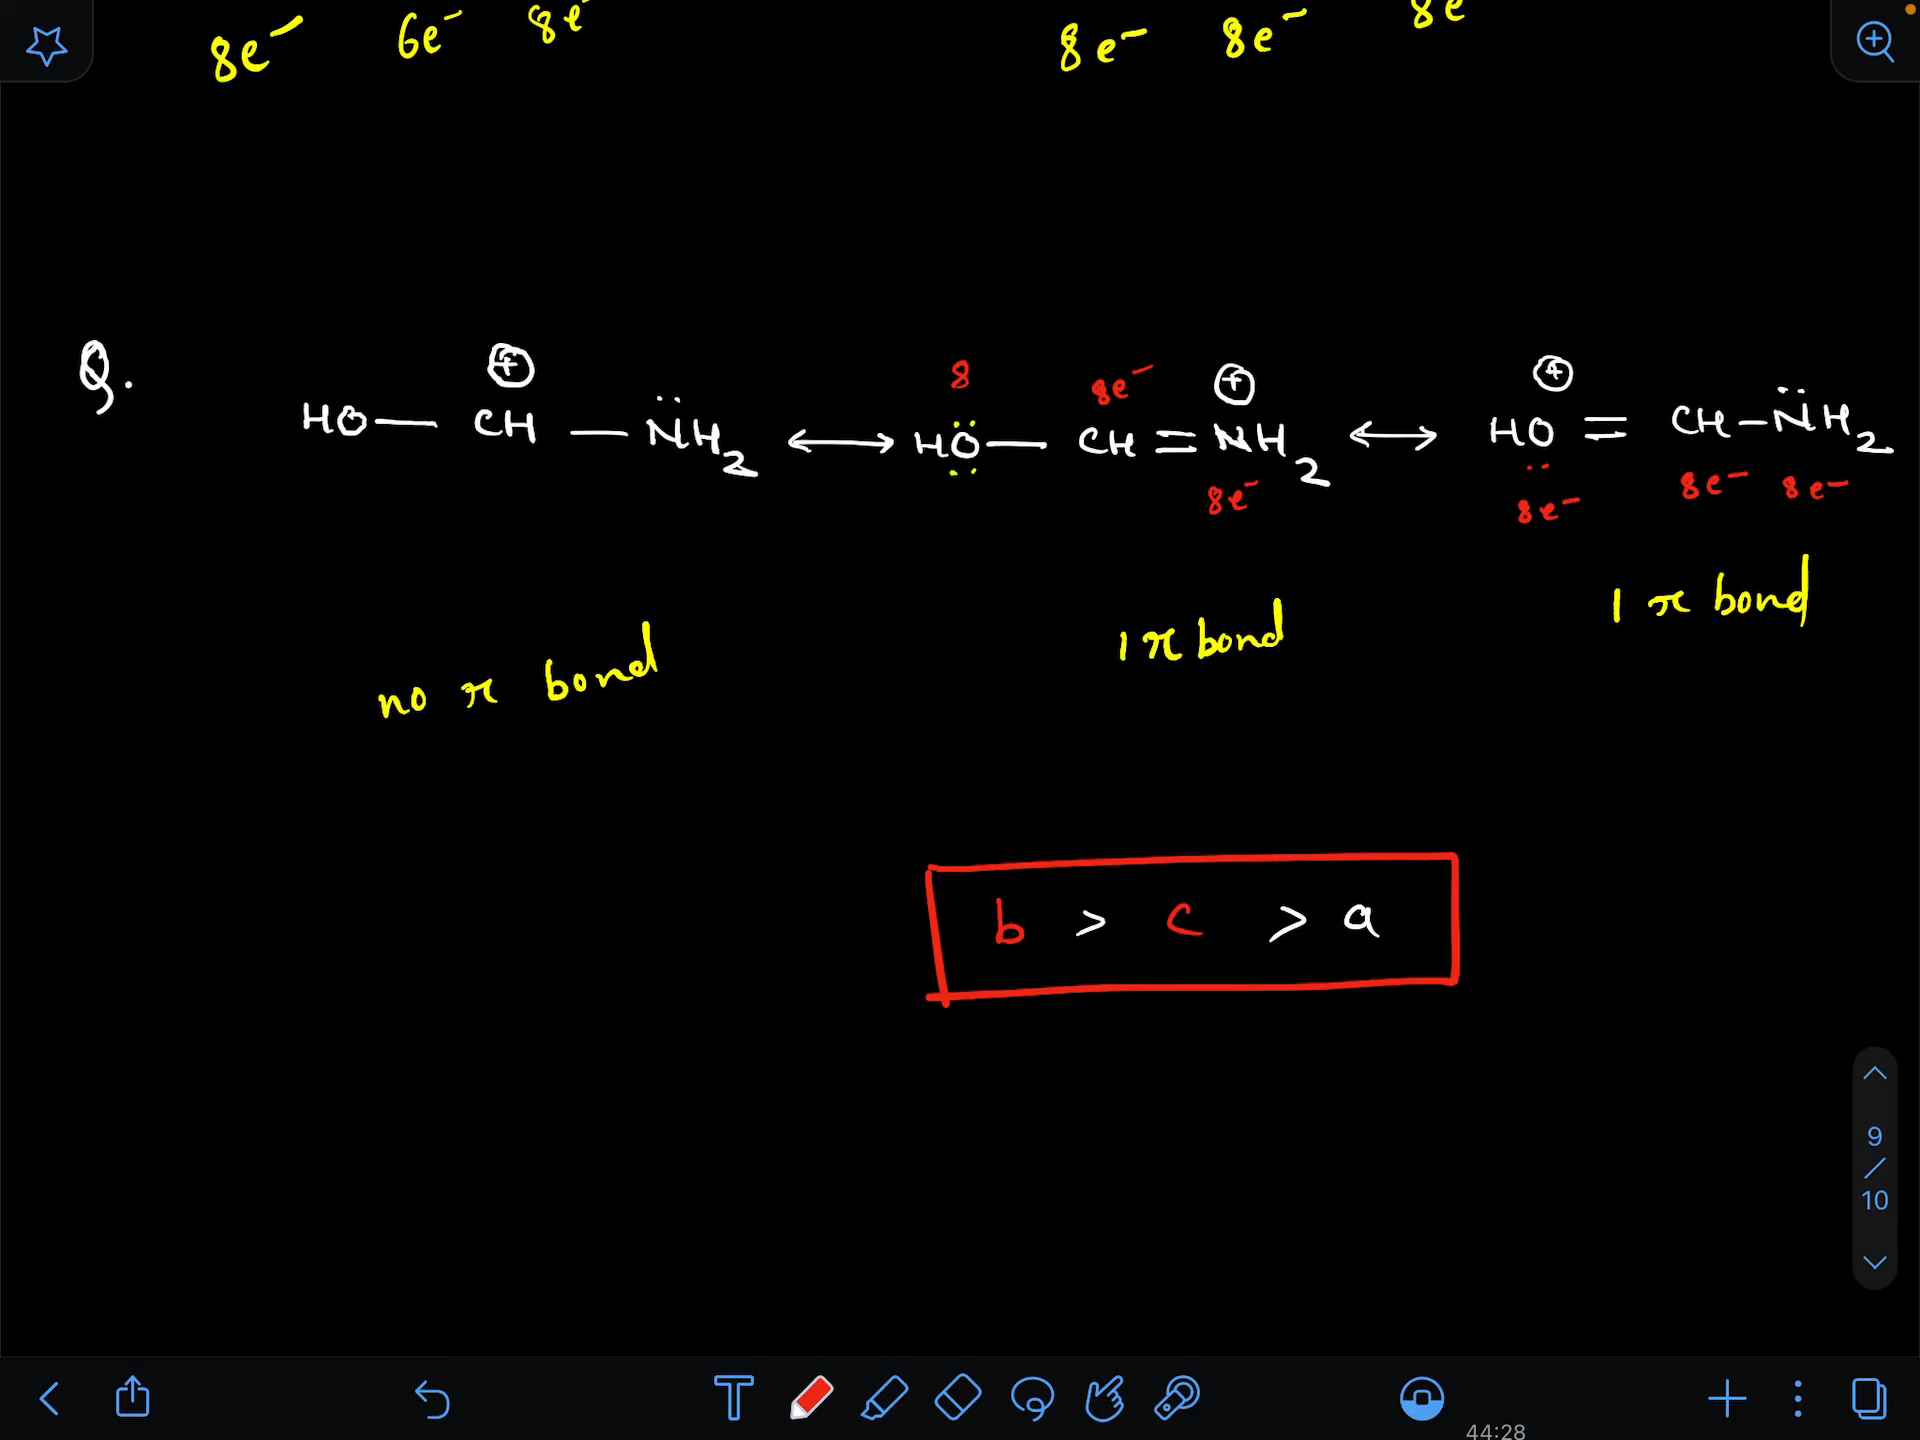 8e⁻ 6e⁻ 8e⁻ 8e⁻ 8e⁻ 8e
Q. HO — CH⊕ — N̈H₂ ⟷ HÖ — CH = N⊕H₂ ⟷ HO⊕ = CH – N̈H₂
8 8e⁻ 8e⁻ 8e⁻ 8e⁻ 8e⁻
no π bond 1 π bond 1 π bond
b > c > a
9
/
10
T
44:28